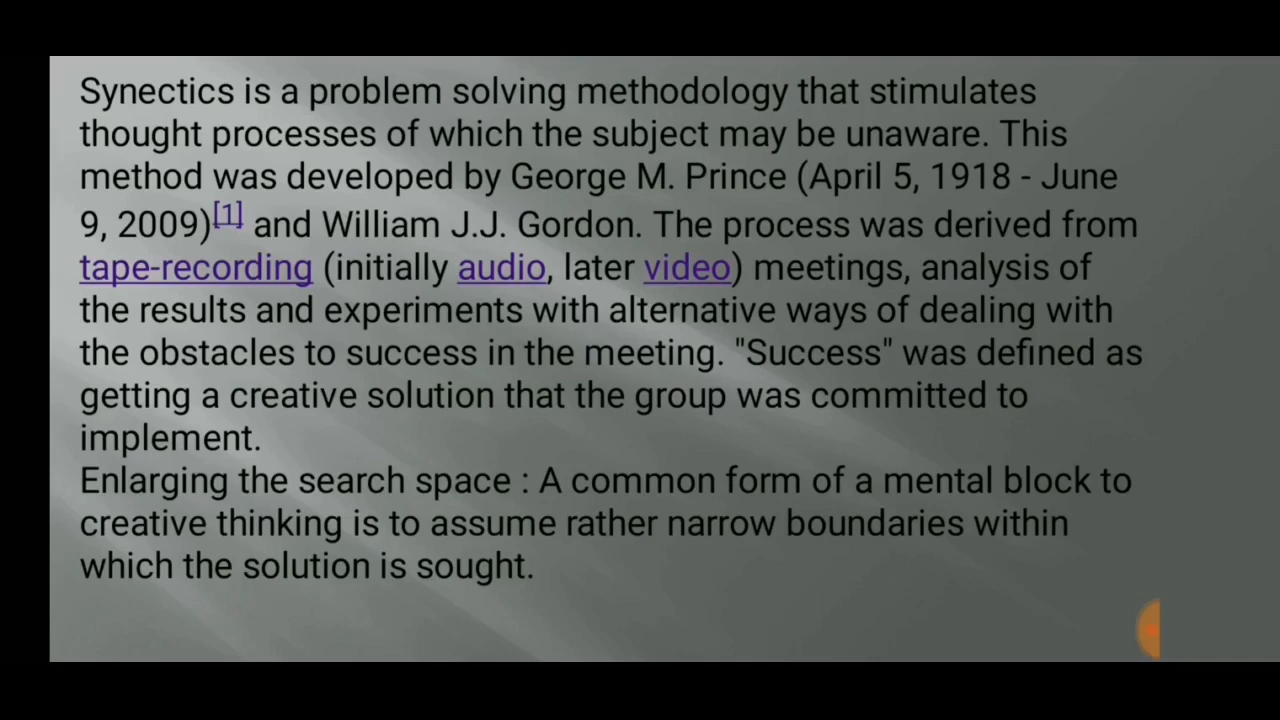 Synectics is a problem solving methodology that stimulates
thought processes of which the subject may be unaware. This
method was developed by George M. Prince (April 5, 1918 - June
9, 2009)[1] and William J.J. Gordon. The process was derived from
tape-recording (initially audio, later video) meetings, analysis of
the results and experiments with alternative ways of dealing with
the obstacles to success in the meeting. "Success" was defined as
getting a creative solution that the group was committed to
implement.
Enlarging the search space : A common form of a mental block to
creative thinking is to assume rather narrow boundaries within
which the solution is sought.